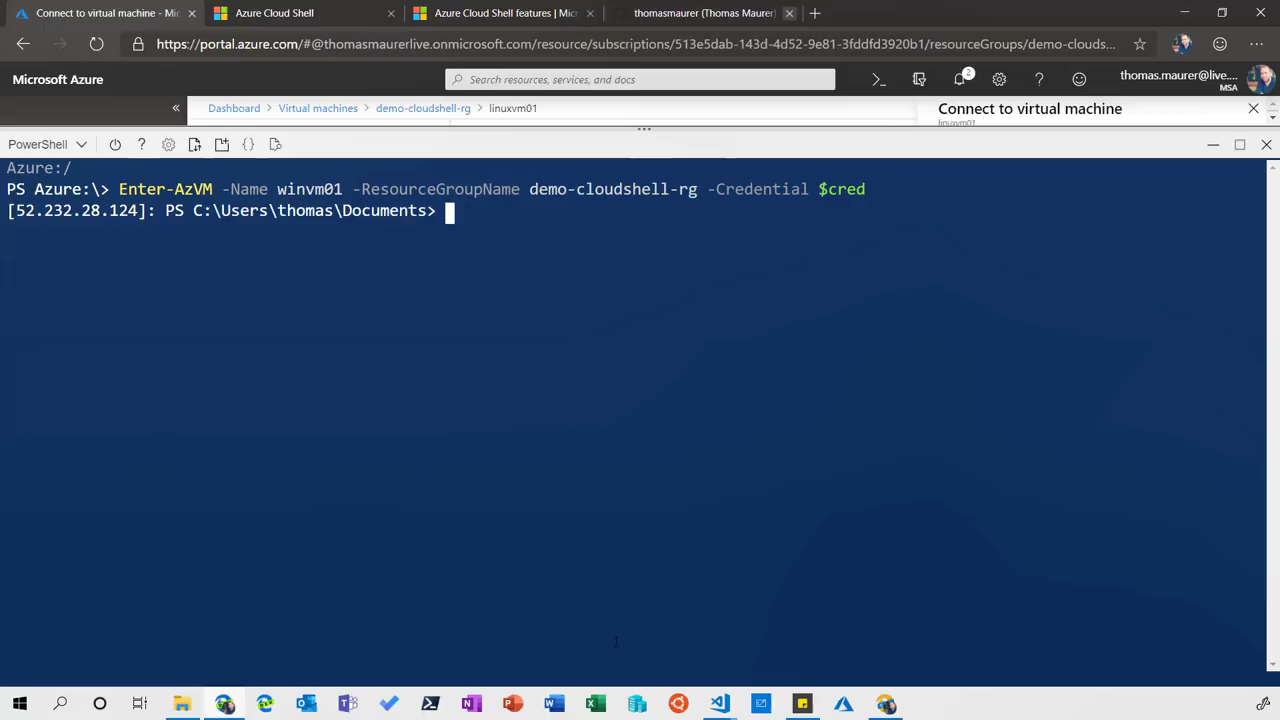 Connect to virtual machine - Mi
Azure Cloud Shell
Azure Cloud Shell features | Mic
thomasmaurer (Thomas Maurer)
https://portal.azure.com/#@thomasmaurerlive.onmicrosoft.com/resource/subscriptions/513e5dab-143d-4d52-9e81-3fddfd3920b1/resourceGroups/demo-clouds...
Microsoft Azure
Search resources, services, and docs
2
thomas.maurer@live....
MSA
Dashboard > Virtual machines > demo-cloudshell-rg > linuxvm01
Connect to virtual machine
linuxvm01
PowerShell
Azure:/
PS Azure:\> Enter-AzVM -Name winvm01 -ResourceGroupName demo-cloudshell-rg -Credential $cred
[52.232.28.124]: PS C:\Users\thomas\Documents>